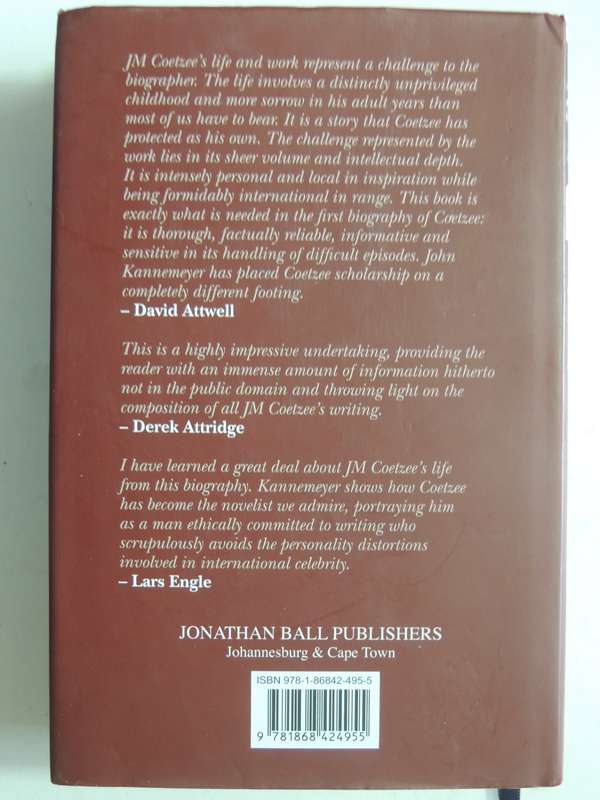 JM Coetzee's life and work represent a challenge to the
biographer. The life involves a distinctly unprivileged
childhood and more sorrow in his adult years than
most of us have to bear. It is a story that Coetzee has
protected as his own. The challenge represented by the
work lies in its sheer volume and intellectual depth.
It is intensely personal and local in inspiration while
being formidably international in range. This book is
exactly what is needed in the first biography of Coetzee:
it is thorough, factually reliable, informative and
sensitive in its handling of difficult episodes. John
Kannemeyer has placed Coetzee scholarship on a
completely different footing.
– David Attwell
This is a highly impressive undertaking, providing the
reader with an immense amount of information hitherto
not in the public domain and throwing light on the
composition of all JM Coetzee's writing.
– Derek Attridge
I have learned a great deal about JM Coetzee's life
from this biography. Kannemeyer shows how Coetzee
has become the novelist we admire, portraying him
as a man ethically committed to writing who
scrupulously avoids the personality distortions
involved in international celebrity.
– Lars Engle
JONATHAN BALL PUBLISHERS
Johannesburg & Cape Town
ISBN 978-1-86842-495-5
9 781868 424955